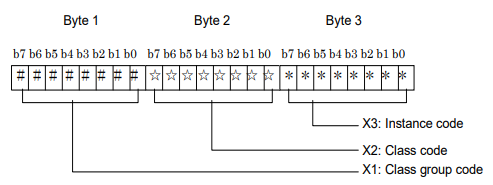 Byte 1 Byte 2 Byte 3
b7 b6 b5 b4 b3 b2 b1 b0 b7 b6 b5 b4 b3 b2 b1 b0 b7 b6 b5 b4 b3 b2 b1 b0
# # # # # # # # ☆ ☆ ☆ ☆ ☆ ☆ ☆ ☆ * * * * * * * *
X3: Instance code
X2: Class code
X1: Class group code